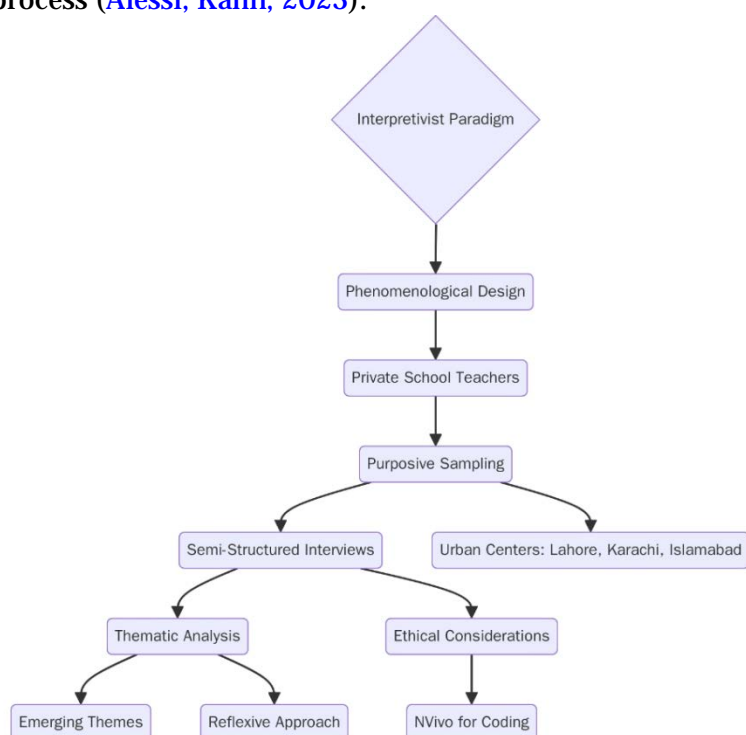 process (Alessi, Kahn, 2023).
Interpretivist Paradigm
Phenomenological Design
Private School Teachers
Purposive Sampling
Semi-Structured Interviews
Urban Centers: Lahore, Karachi, Islamabad
Thematic Analysis
Ethical Considerations
Emerging Themes
Reflexive Approach
NVivo for Coding